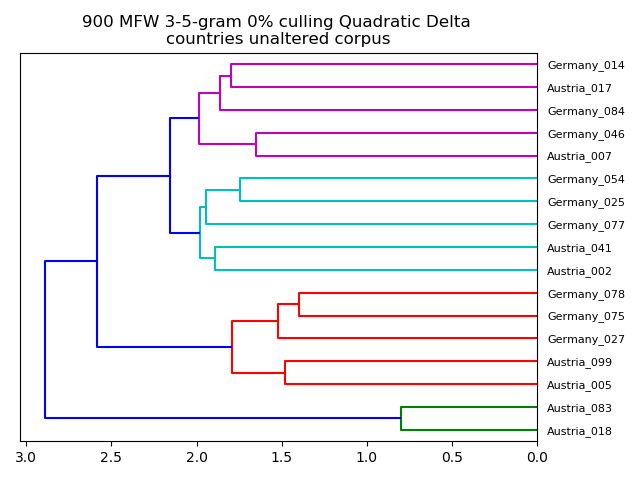 900 MFW 3-5-gram 0% culling Quadratic Delta
countries unaltered corpus
Germany_014
Austria_017
Germany_084
Germany_046
Austria_007
Germany_054
Germany_025
Germany_077
Austria_041
Austria_002
Germany_078
Germany_075
Germany_027
Austria_099
Austria_005
Austria_083
Austria_018
3.0 2.5 2.0 1.5 1.0 0.5 0.0